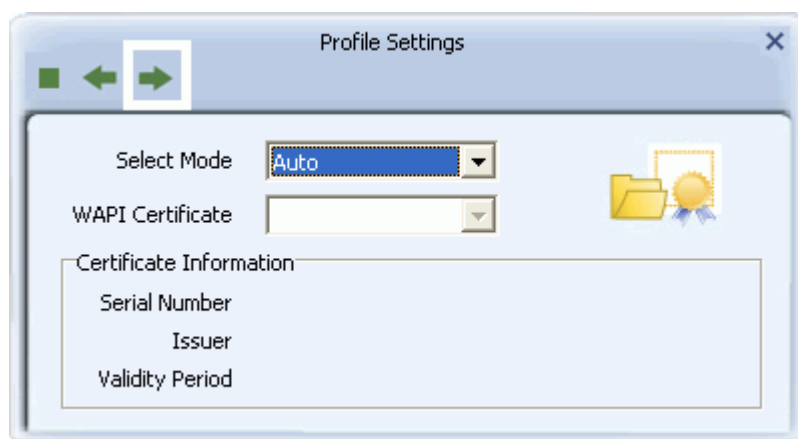 Profile Settings
Select Mode Auto
WAPI Certificate
Certificate Information
Serial Number
Issuer
Validity Period